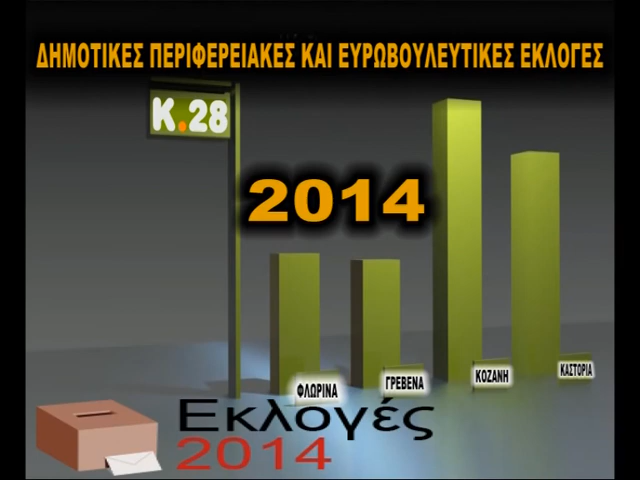 ΔΗΜΟΤΙΚΕΣ ΠΕΡΙΦΕΡΕΙΑΚΕΣ ΚΑΙ ΕΥΡΩΒΟΥΛΕΥΤΙΚΕΣ ΕΚΛΟΓΕΣ
Κ.28
2014
ΦΛΩΡΙΝΑ
ΓΡΕΒΕΝΑ
ΚΟΖΑΝΗ
ΚΑΣΤΟΡΙΑ
Εκλογές
2014